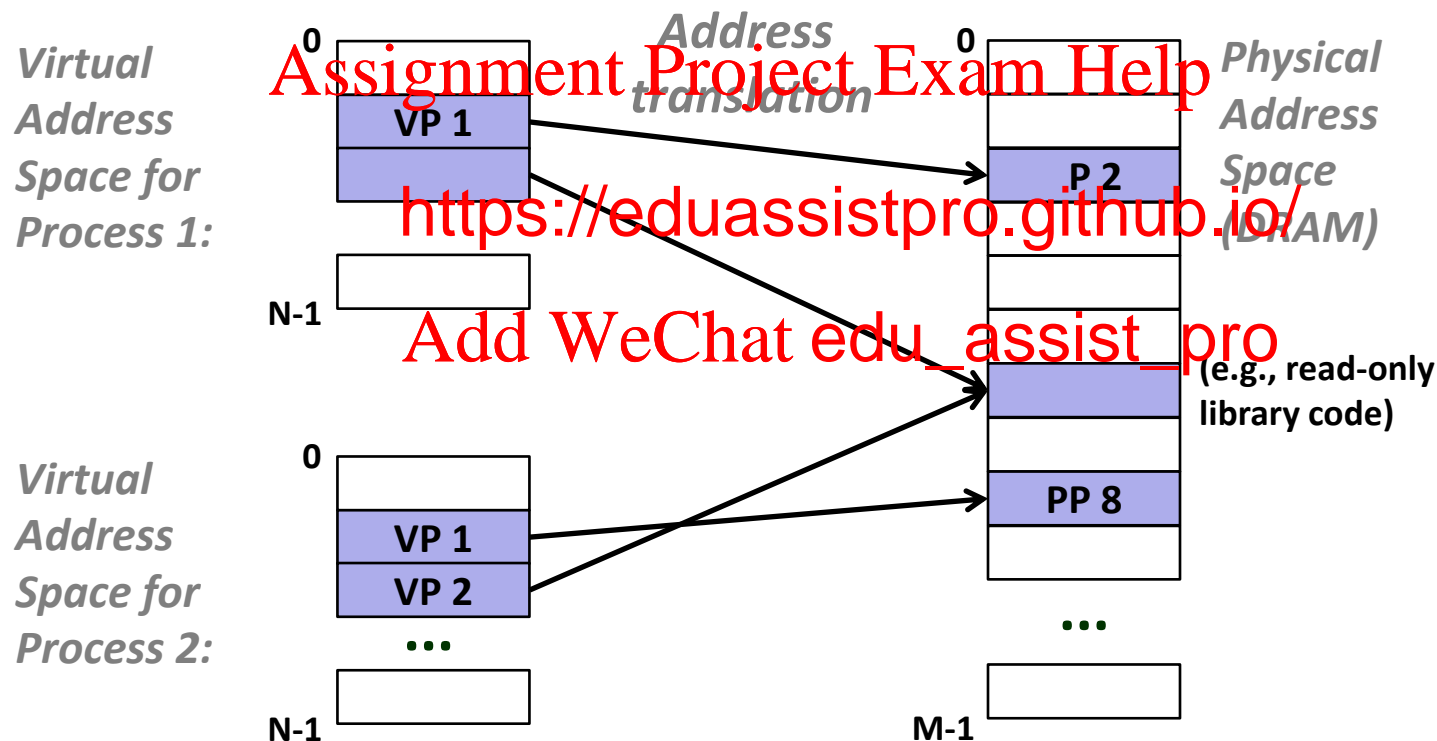 Virtual
Address
Space for
Process 1:
0
VP 1
N-1
Address
translation
0
P 2
Physical
Address
Space
(DRAM)
Assignment Project Exam Help
https://eduassistpro.github.io/
Add WeChat edu_assist_pro
(e.g., read-only
library code)
Virtual
Address
Space for
Process 2:
0
VP 1
VP 2
...
N-1
PP 8
...
M-1